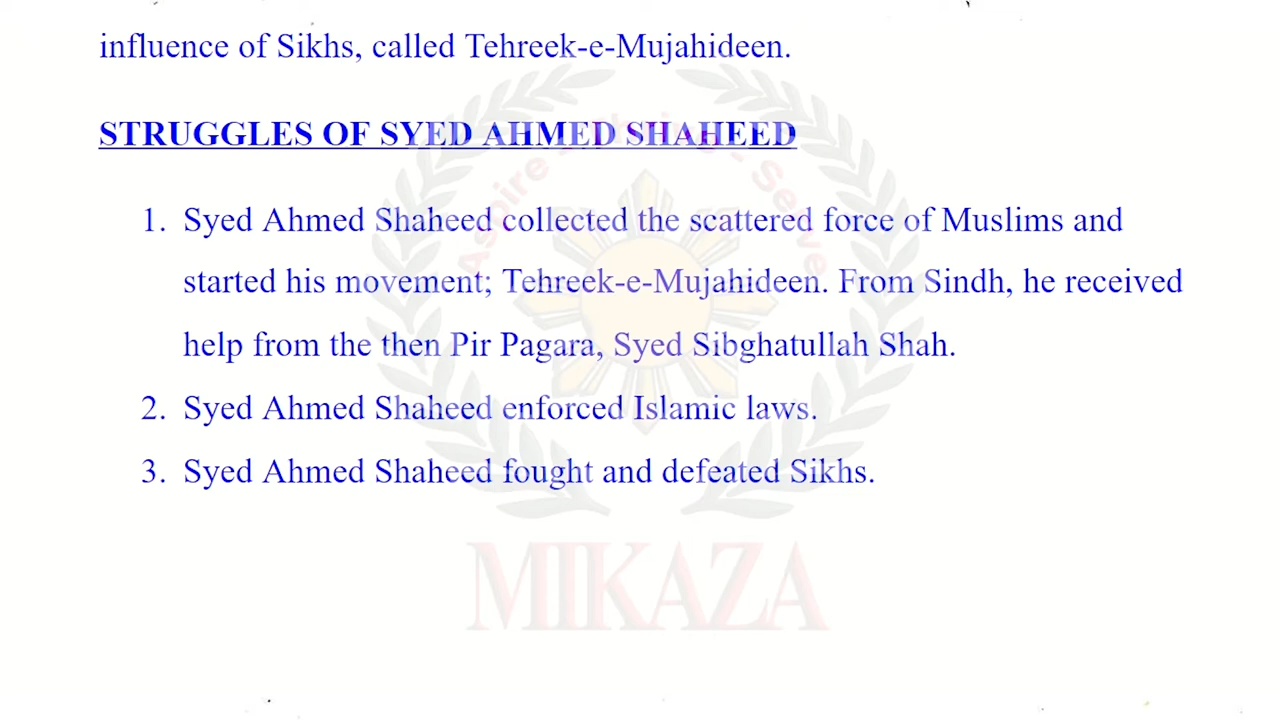 influence of Sikhs, called Tehreek-e-Mujahideen.
STRUGGLES OF SYED AHMED SHAHEED
1. Syed Ahmed Shaheed collected the scattered force of Muslims and
started his movement; Tehreek-e-Mujahideen. From Sindh, he received
help from the then Pir Pagara, Syed Sibghatullah Shah.
2. Syed Ahmed Shaheed enforced Islamic laws.
3. Syed Ahmed Shaheed fought and defeated Sikhs.
Aspire - - Serve
MIKAZA